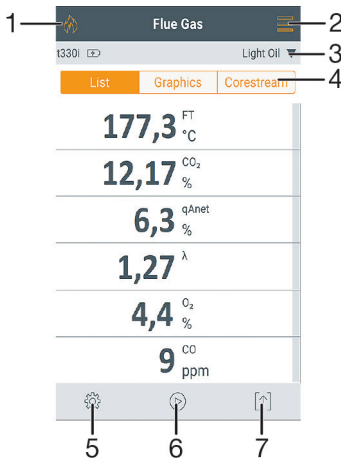 1 Flue Gas 2
t330i Light Oil 3
List Graphics Corestream 4
177,3 FT °C
12,17 CO₂ %
6,3 qAnet %
1,27 λ
4,4 O₂ %
9 CO ppm
5 6 7